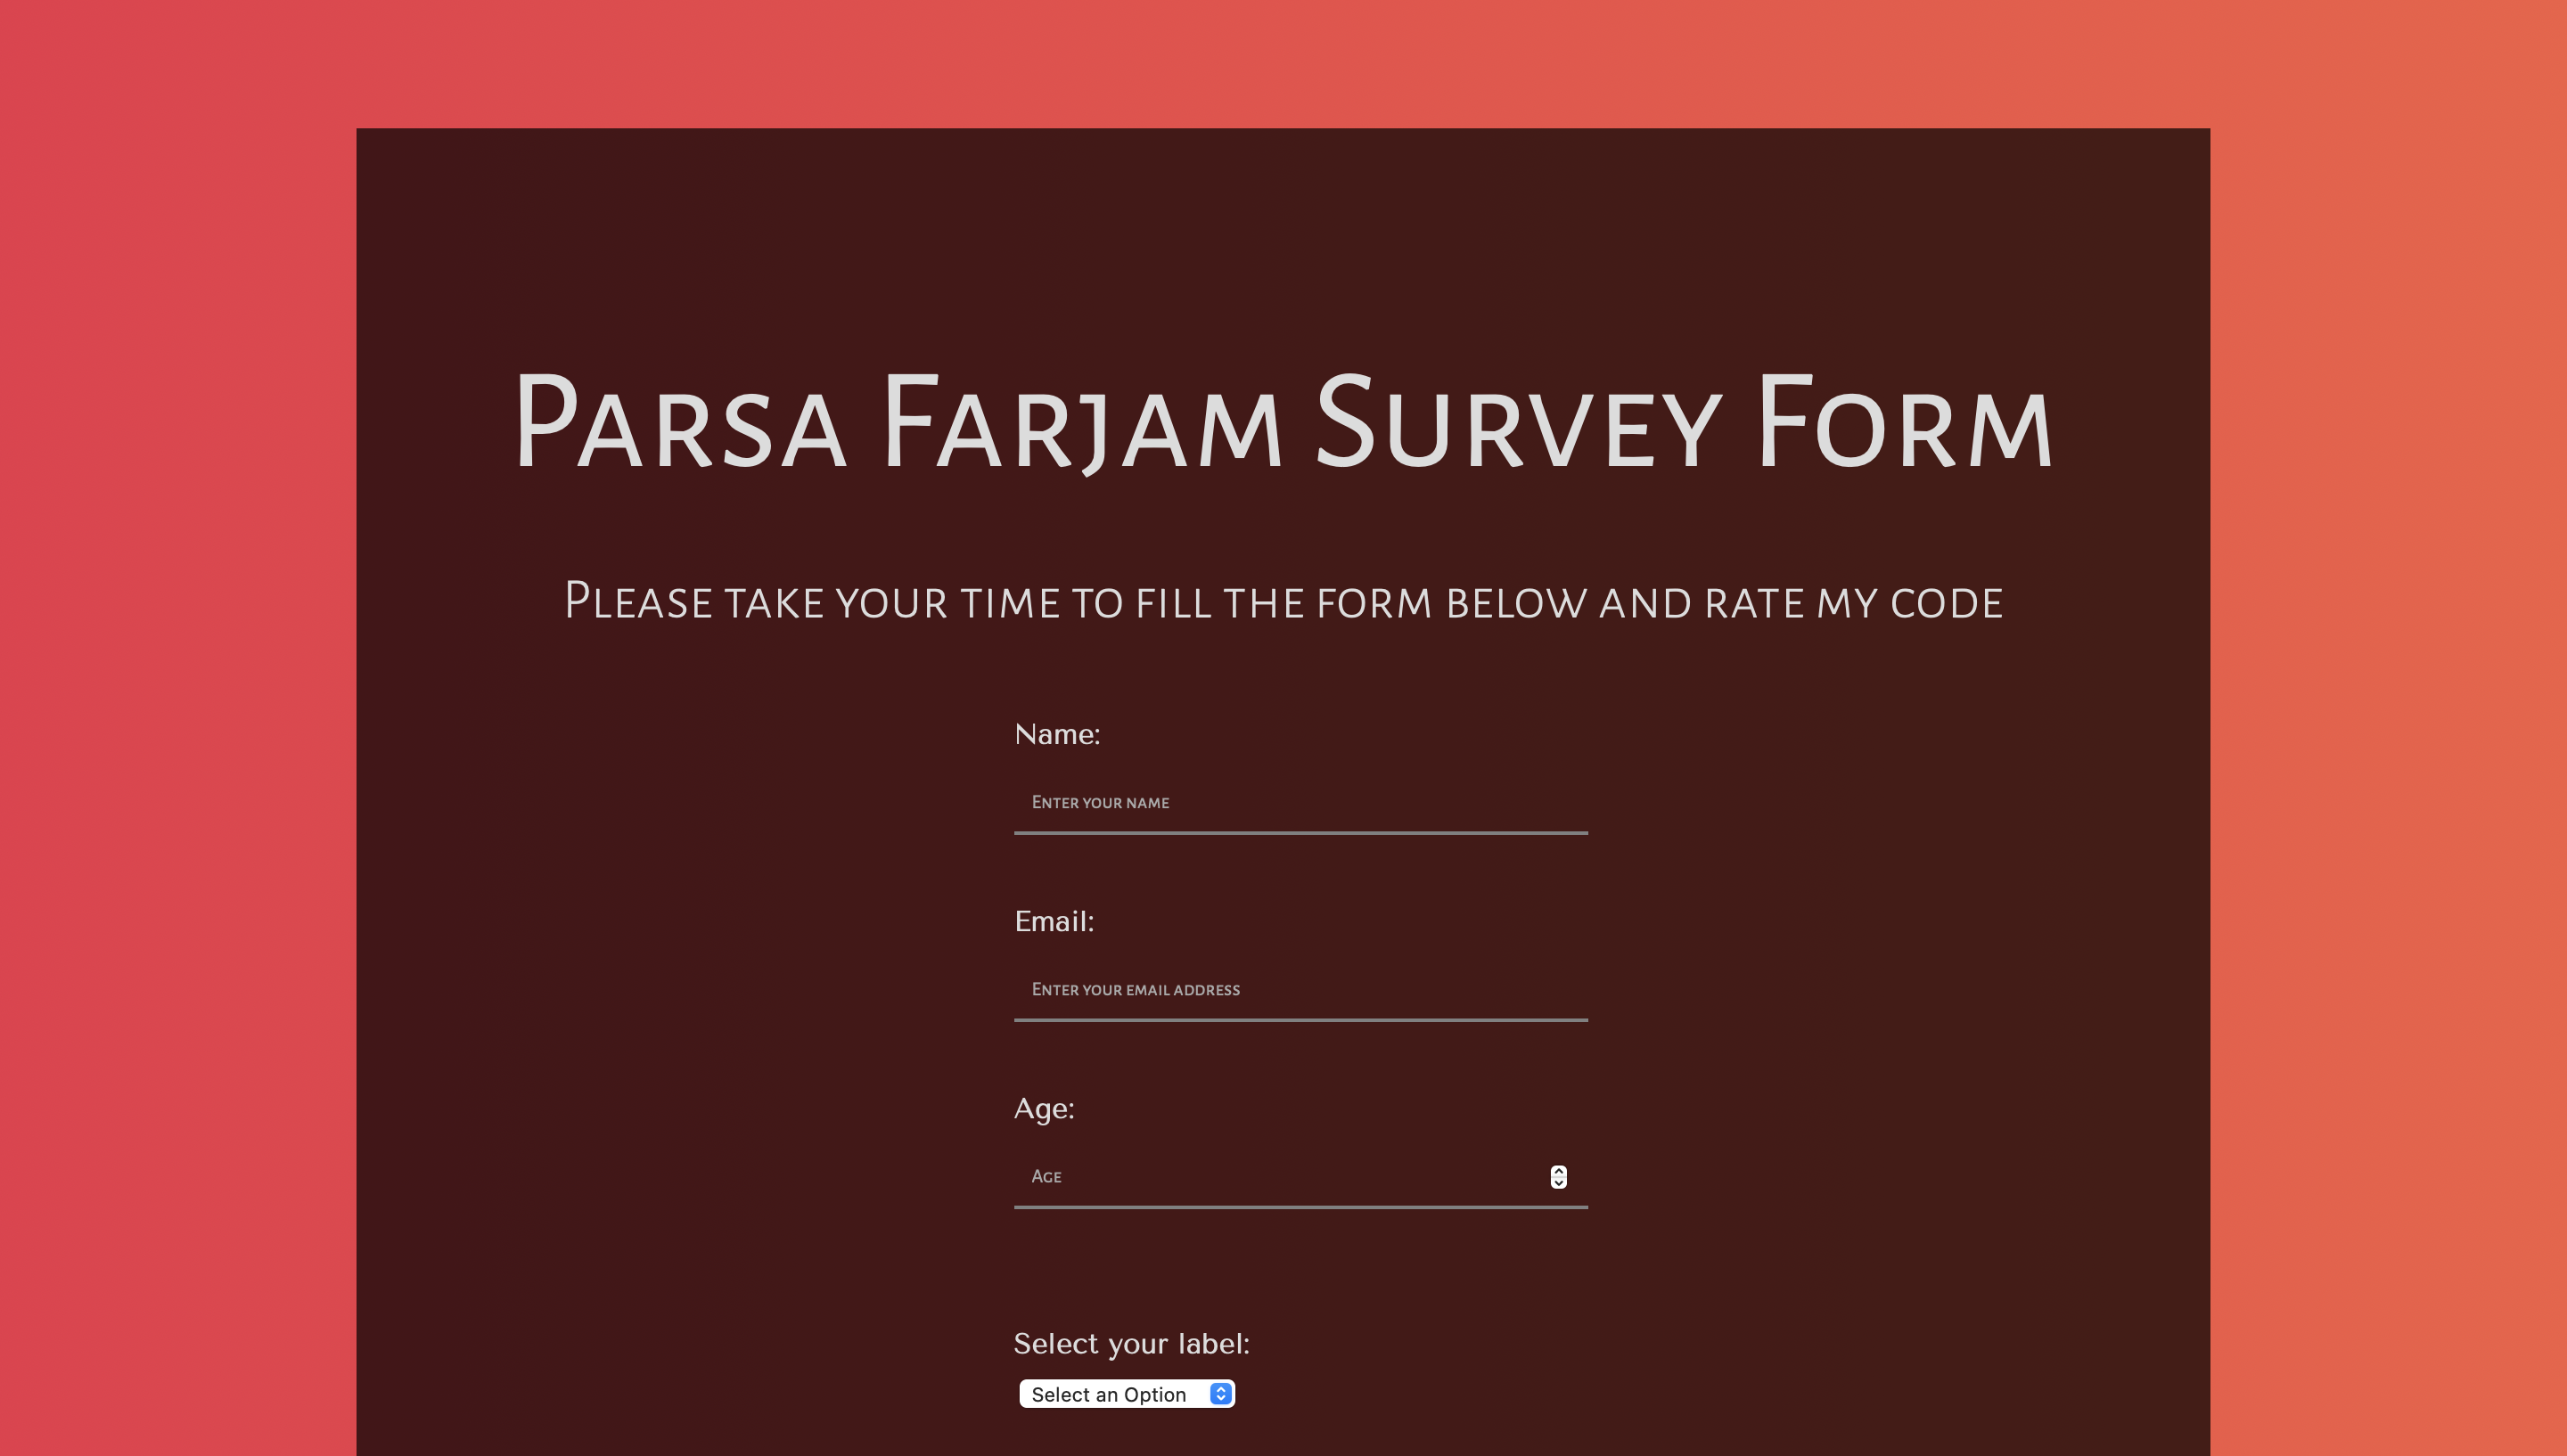 Parsa Farjam Survey Form
Please take your time to fill the form below and rate my code
Name:
Enter your name
Email:
Enter your email address
Age:
Age
Select your label:
Select an Option